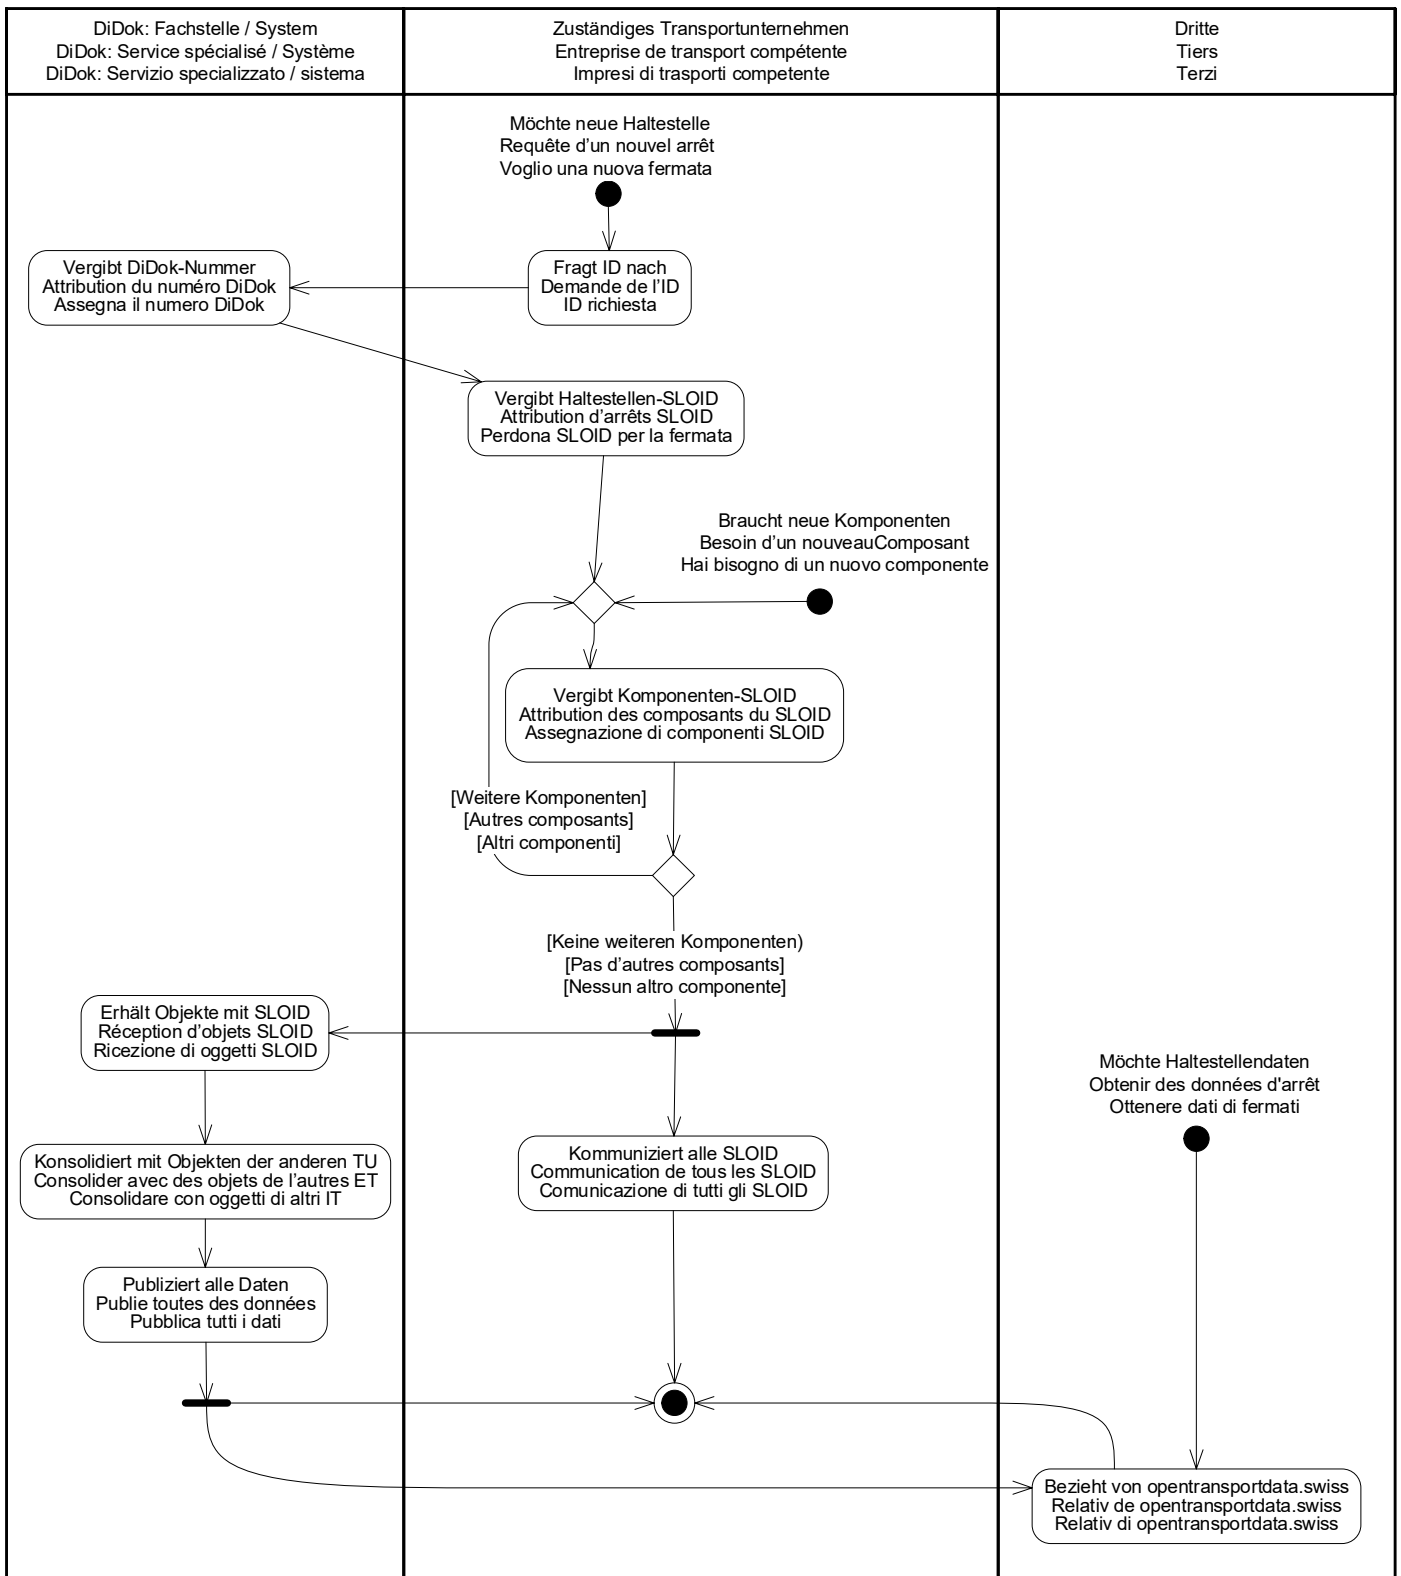 DiDok: Fachstelle / System
DiDok: Service spécialisé / Système
DiDok: Servizio specializzato / sistema
Zuständiges Transportunternehmen
Entreprise de transport compétente
Impresi di trasporti competente
Dritte
Tiers
Terzi
Möchte neue Haltestelle
Requête d’un nouvel arrêt
Voglio una nuova fermata
Vergibt DiDok-Nummer
Attribution du numéro DiDok
Assegna il numero DiDok
Fragt ID nach
Demande de l’ID
ID richiesta
Vergibt Haltestellen-SLOID
Attribution d’arrêts SLOID
Perdona SLOID per la fermata
Braucht neue Komponenten
Besoin d’un nouveauComposant
Hai bisogno di un nuovo componente
Vergibt Komponenten-SLOID
Attribution des composants du SLOID
Assegnazione di componenti SLOID
[Weitere Komponenten]
[Autres composants]
[Altri componenti]
[Keine weiteren Komponenten)
[Pas d’autres composants]
[Nessun altro componente]
Erhält Objekte mit SLOID
Réception d’objets SLOID
Ricezione di oggetti SLOID
Möchte Haltestellendaten
Obtenir des données d'arrêt
Ottenere dati di fermati
Konsolidiert mit Objekten der anderen TU
Consolider avec des objets de l’autres ET
Consolidare con oggetti di altri IT
Kommuniziert alle SLOID
Communication de tous les SLOID
Comunicazione di tutti gli SLOID
Publiziert alle Daten
Publie toutes des données
Pubblica tutti i dati
Bezieht von opentransportdata.swiss
Relativ de opentransportdata.swiss
Relativ di opentransportdata.swiss